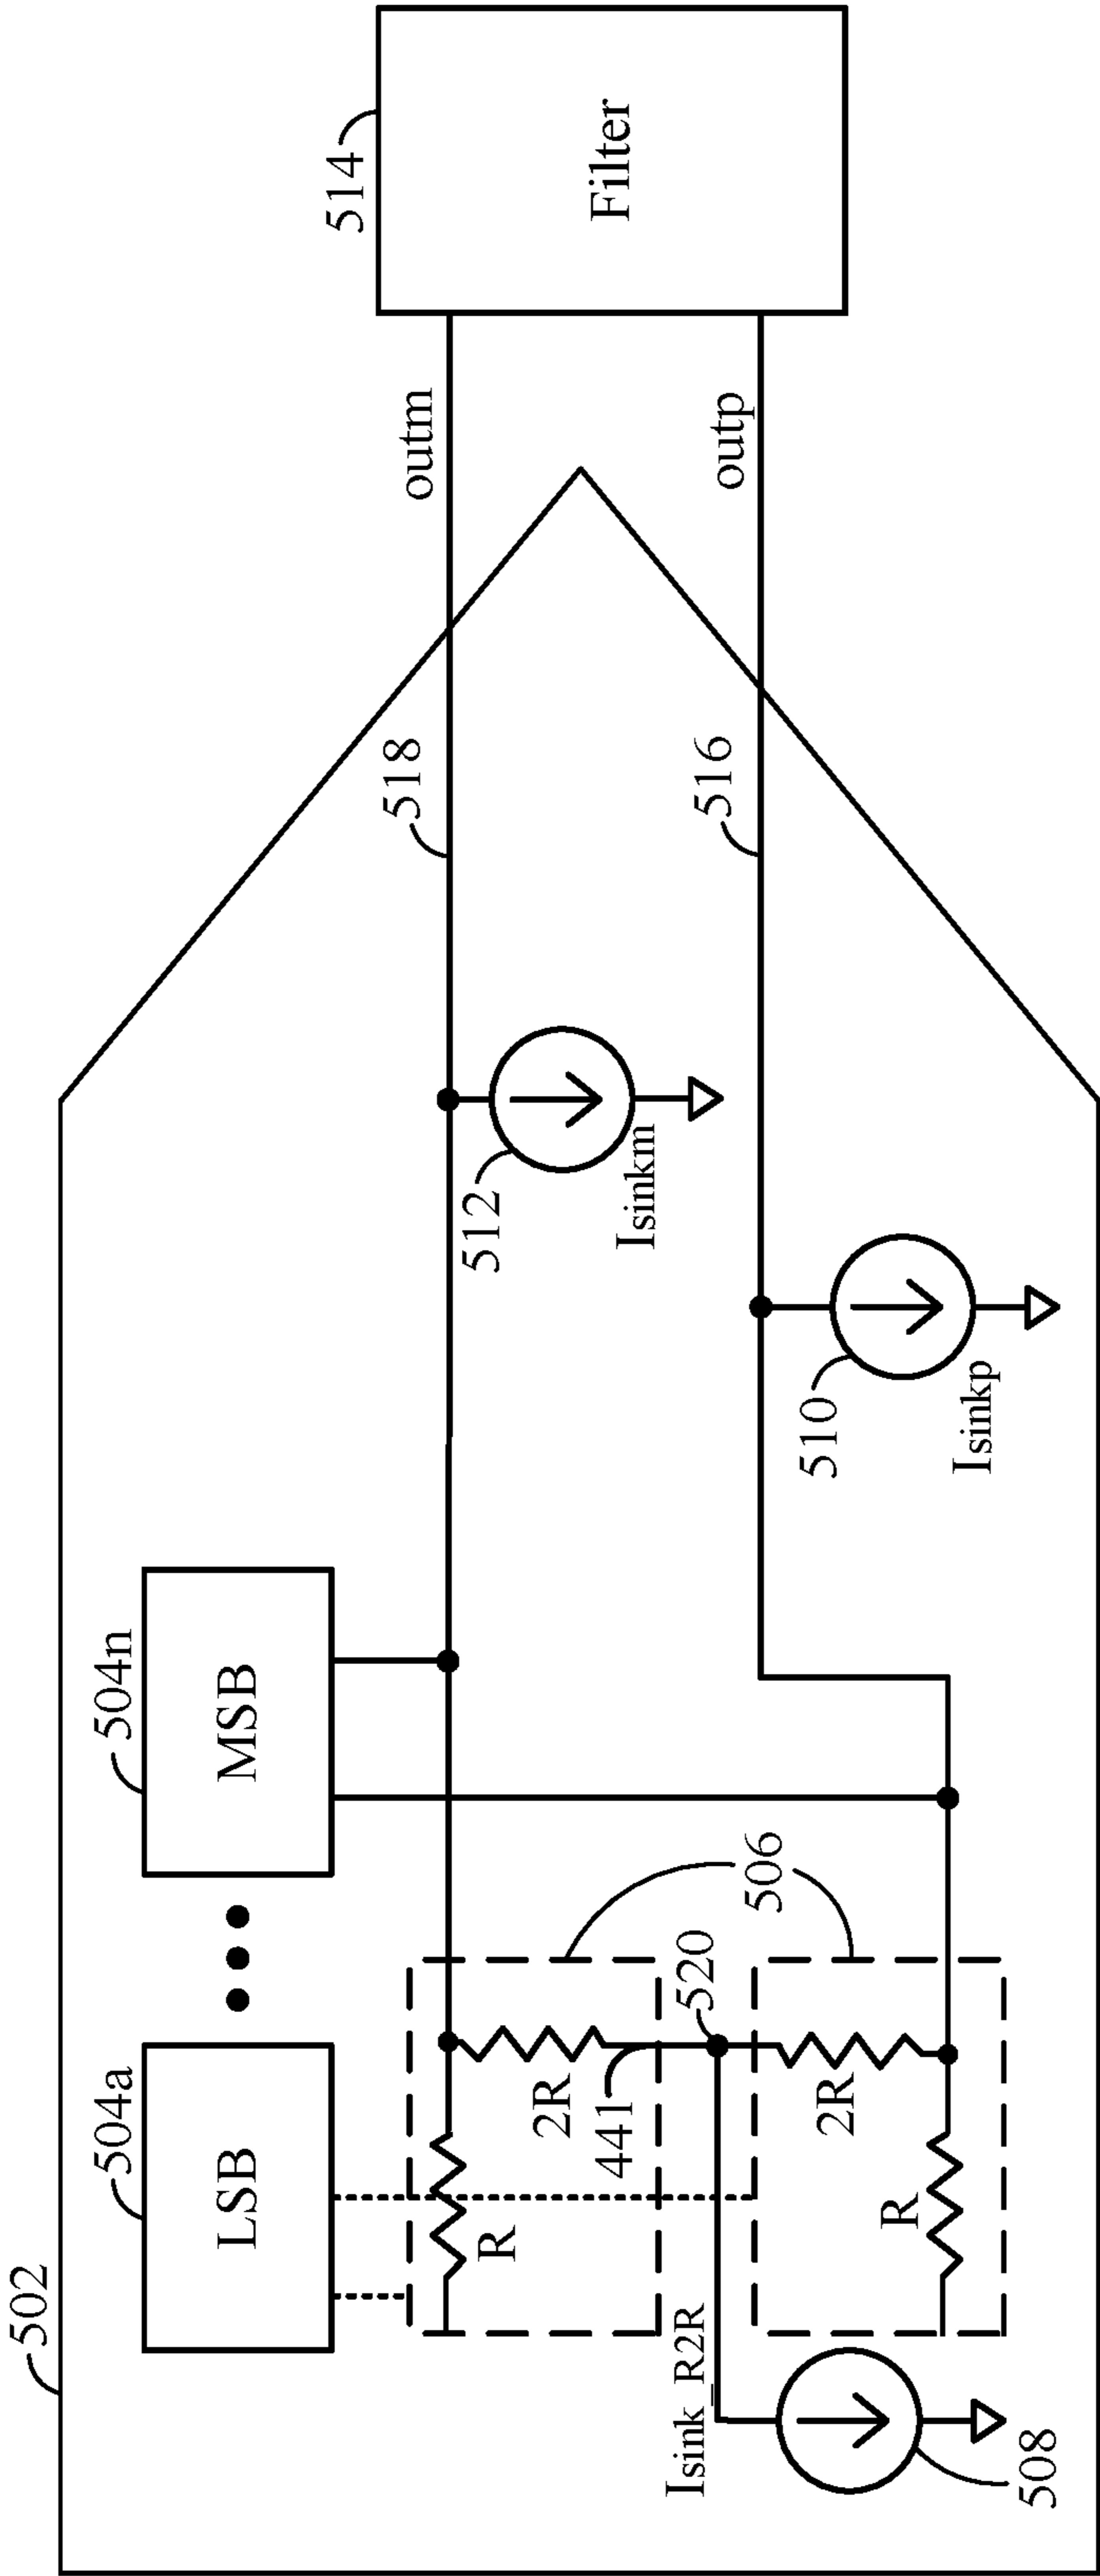 502
504a
LSB
504n
MSB
R
2R
441
520
506
2R
R
Isink_R2R
508
512
Isinkm
510
Isinkp
518
516
outm
outp
514
Filter